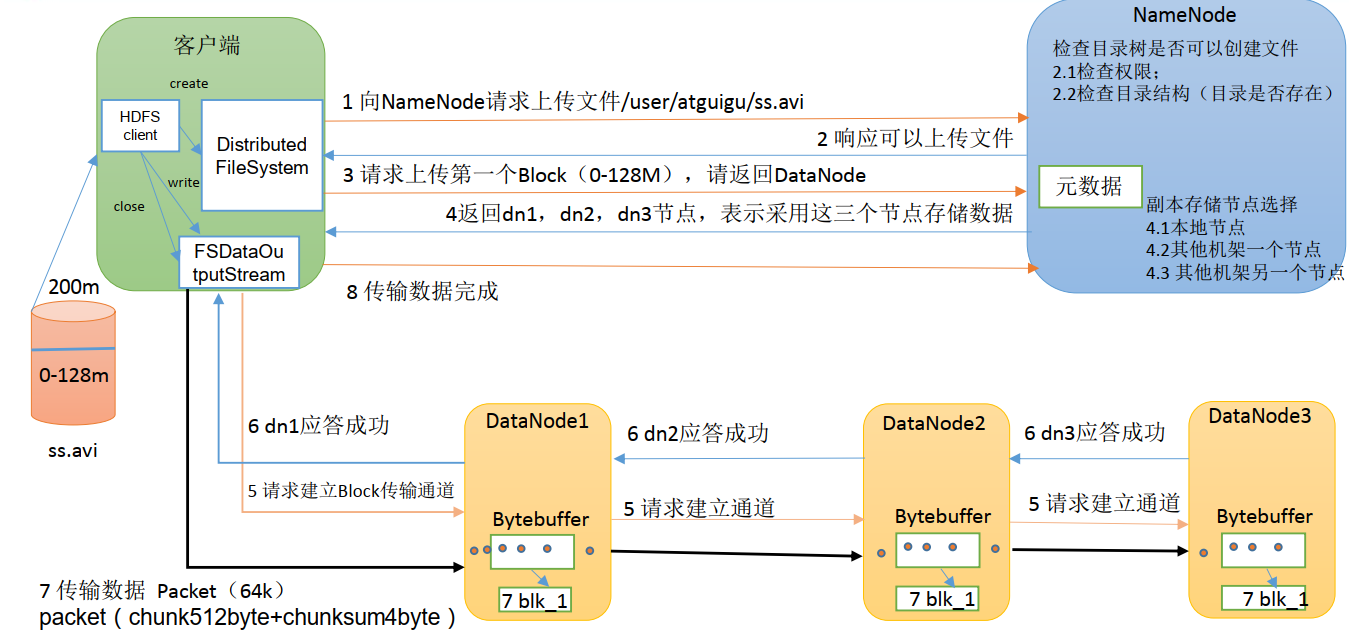 NameNode
客户端
检查目录树是否可以创建文件
2.1检查权限;
2.2检查目录结构（目录是否存在）
create
HDFS
client
Distributed
FileSystem
write
close
FSDataOu
tputStream
1 向NameNode请求上传文件/user/atguigu/ss.avi
2 响应可以上传文件
3 请求上传第一个Block（0-128M），请返回DataNode
4返回dn1，dn2，dn3节点，表示采用这三个节点存储数据
8 传输数据完成
元数据
副本存储节点选择
4.1本地节点
4.2其他机架一个节点
4.3 其他机架另一个节点
200m
0-128m
ss.avi
6 dn1应答成功
5 请求建立Block传输通道
DataNode1
Bytebuffer
7 blk_1
6 dn2应答成功
5 请求建立通道
DataNode2
Bytebuffer
7 blk_1
6 dn3应答成功
5 请求建立通道
DataNode3
Bytebuffer
7 blk_1
7 传输数据 Packet（64k）
packet ( chunk512byte+chunksum4byte )